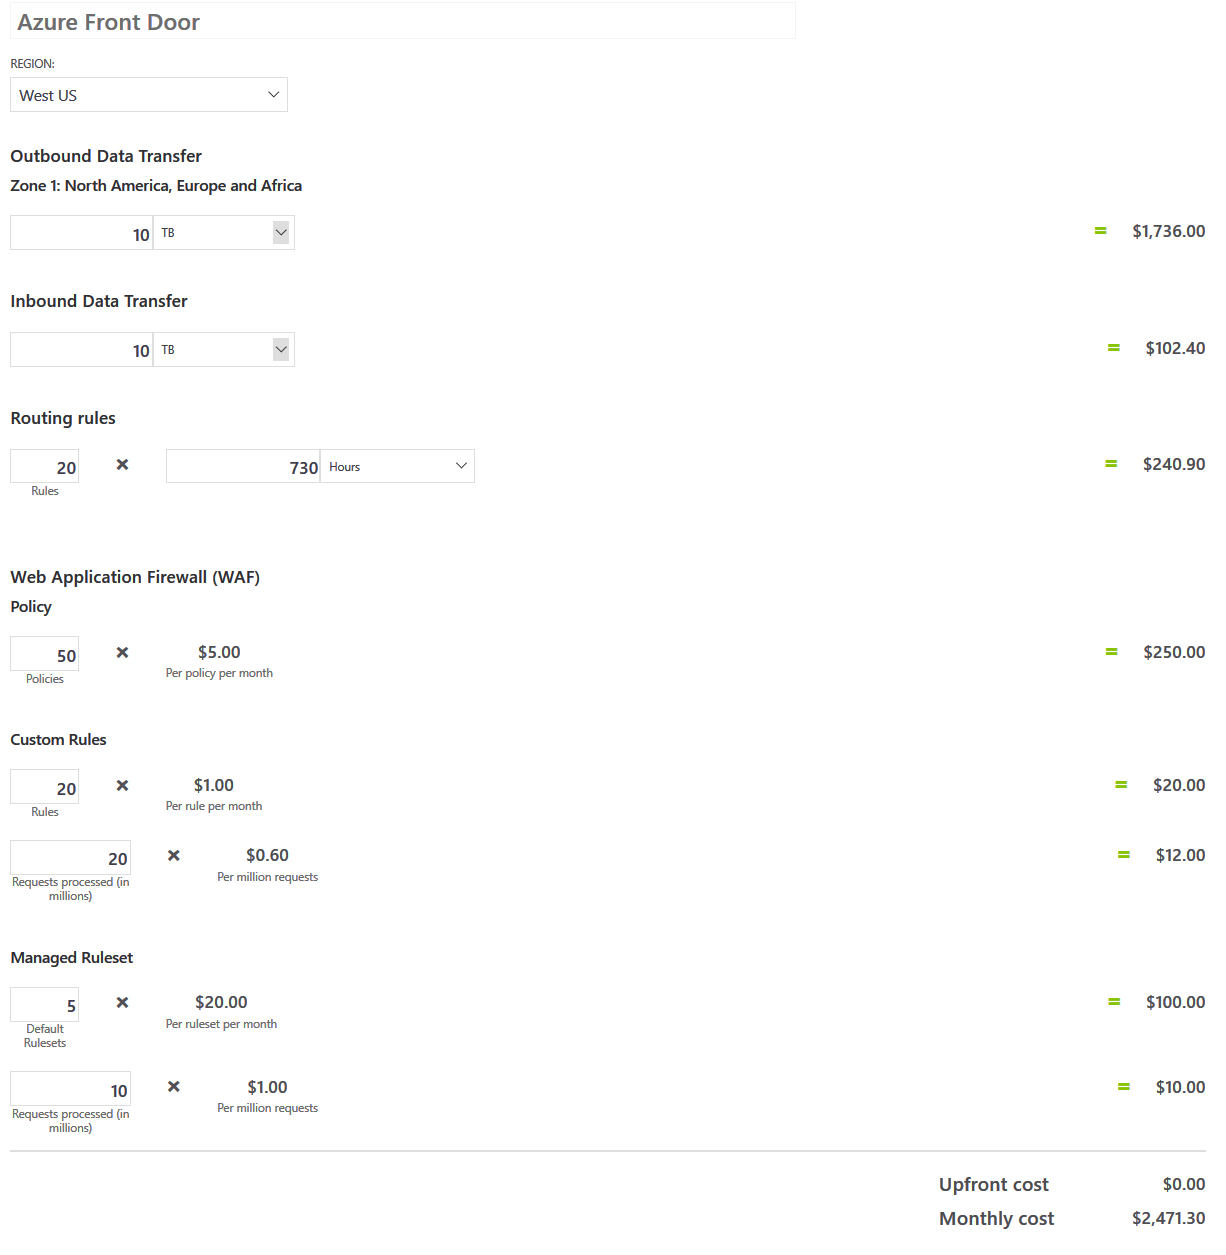 Azure Front Door
REGION:
West US
Outbound Data Transfer
Zone 1: North America, Europe and Africa
10 TB = $1,736.00
Inbound Data Transfer
10 TB = $102.40
Routing rules
20 × 730 Hours = $240.90
Rules
Web Application Firewall (WAF)
Policy
50 × $5.00 = $250.00
Policies Per policy per month
Custom Rules
20 × $1.00 = $20.00
Rules Per rule per month
20 × $0.60 = $12.00
Requests processed (in Per million requests
millions)
Managed Ruleset
5 × $20.00 = $100.00
Default Per ruleset per month
Rulesets
10 × $1.00 = $10.00
Requests processed (in Per million requests
millions)
Upfront cost $0.00
Monthly cost $2,471.30